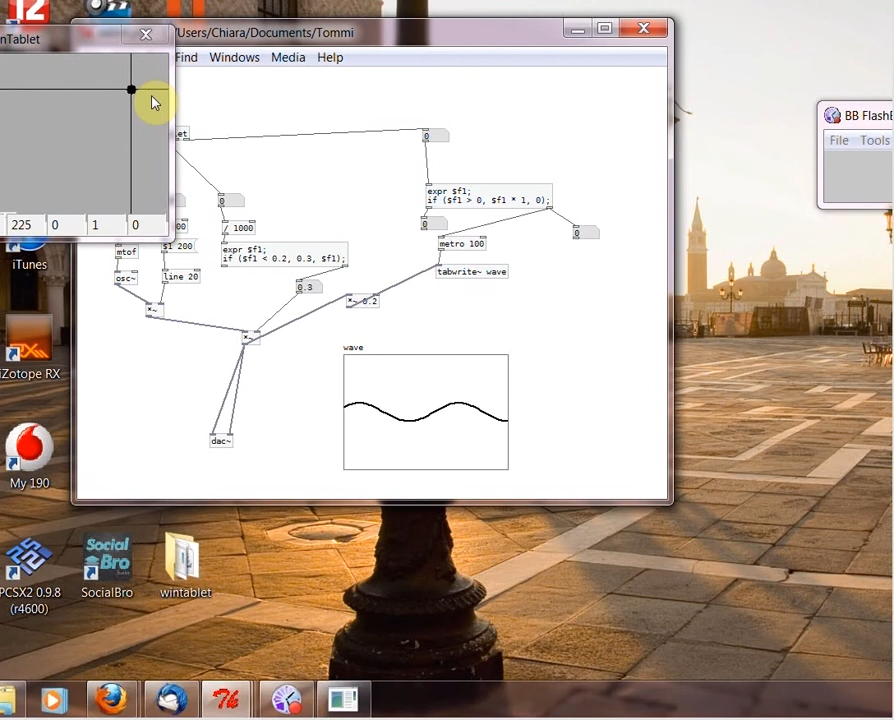 12
nTablet
/Users/Chiara/Documents/Tommi
Find Windows Media Help
BB FlashB
File Tools
et
0
0
expr $f1;
if ($f1 > 0, $f1 * 1, 0);
225 0 1 0
00
/ 1000
0
0
$1 200
expr $f1;
if ($f1 < 0.2, 0.3, $f1);
metro 100
mtof
iTunes
osc~
line 20
tabwrite~ wave
0.3
*~ 0.2
*~
*~
wave
iZotope RX
dac~
My 190
Social
Bro
PCSX2 0.9.8
(r4600)
SocialBro
wintablet